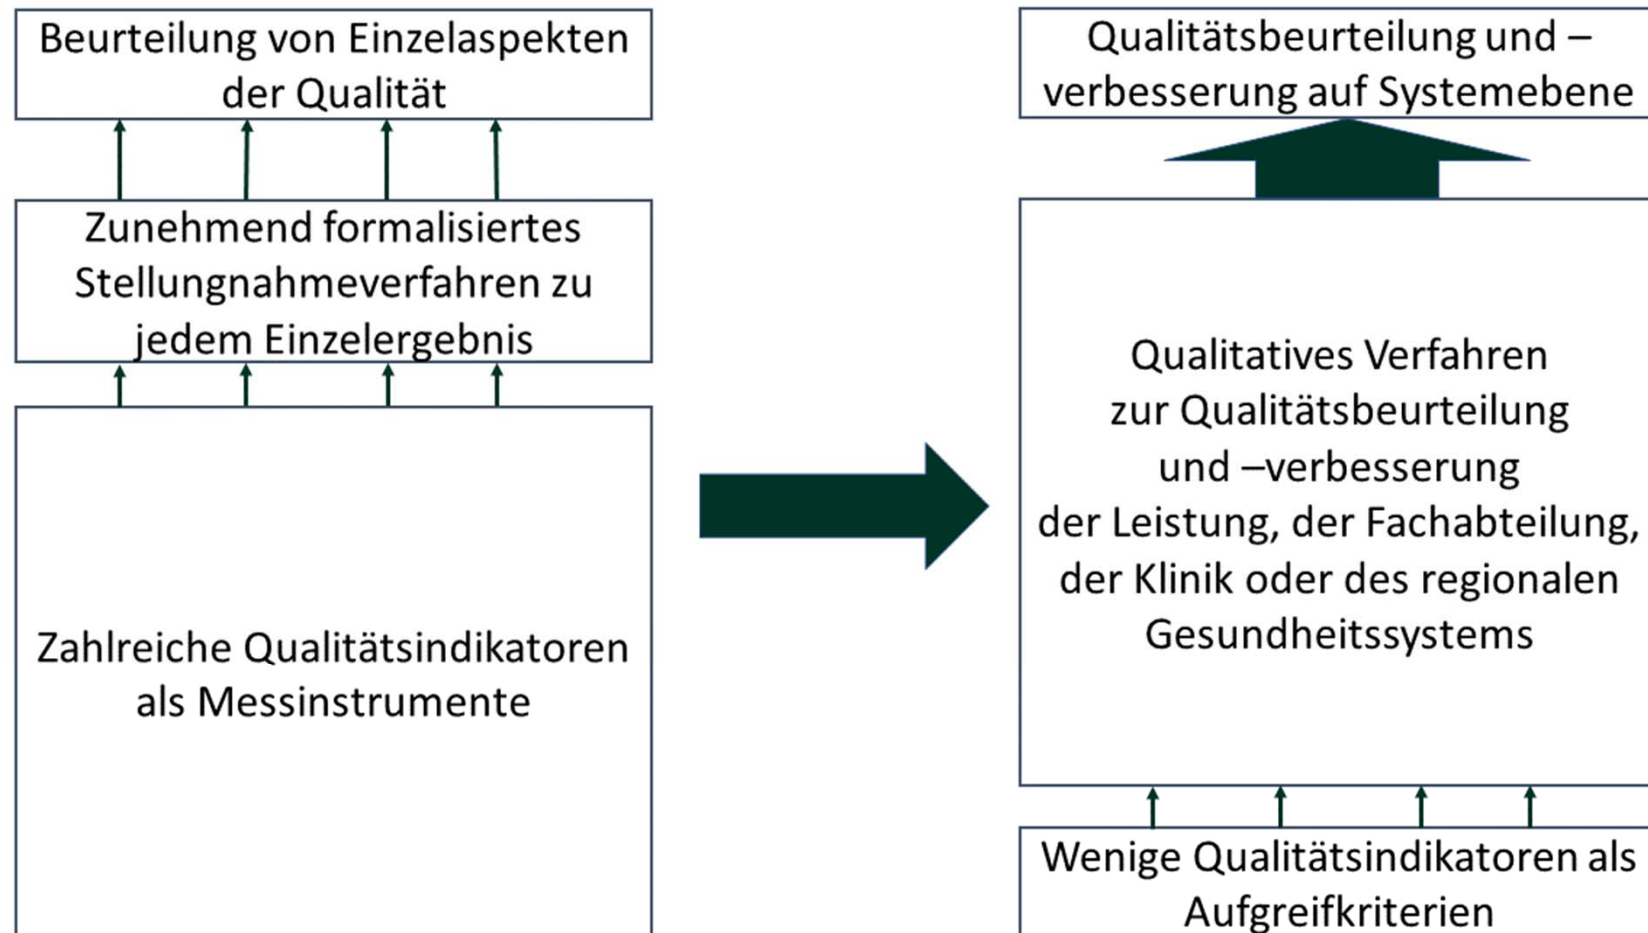 Beurteilung von Einzelaspekten
der Qualität
Zunehmend formalisiertes
Stellungnahmeverfahren zu
jedem Einzelergebnis
Zahlreiche Qualitätsindikatoren
als Messinstrumente
Qualitätsbeurteilung und –
verbesserung auf Systemebene
Qualitatives Verfahren
zur Qualitätsbeurteilung
und –verbesserung
der Leistung, der Fachabteilung,
der Klinik oder des regionalen
Gesundheitssystems
Wenige Qualitätsindikatoren als
Aufgreifkriterien